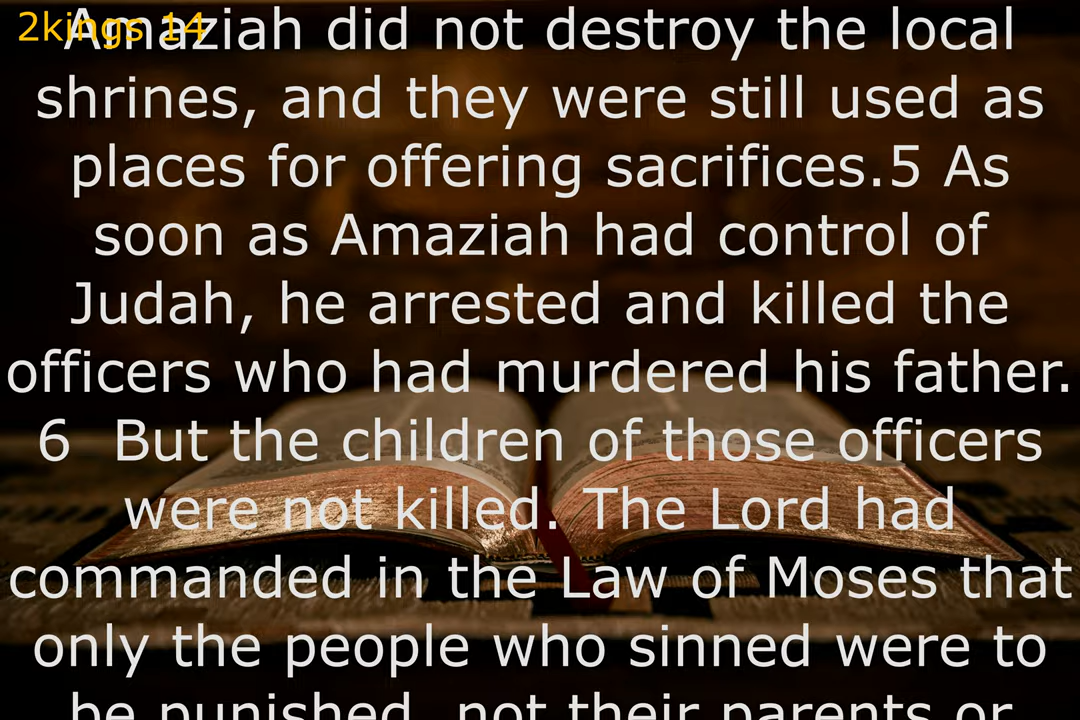 2kings 14
Amaziah did not destroy the local
shrines, and they were still used as
places for offering sacrifices.5 As
soon as Amaziah had control of
Judah, he arrested and killed the
officers who had murdered his father.
6  But the children of those officers
were not killed. The Lord had
commanded in the Law of Moses that
only the people who sinned were to
be punished, not their parents or